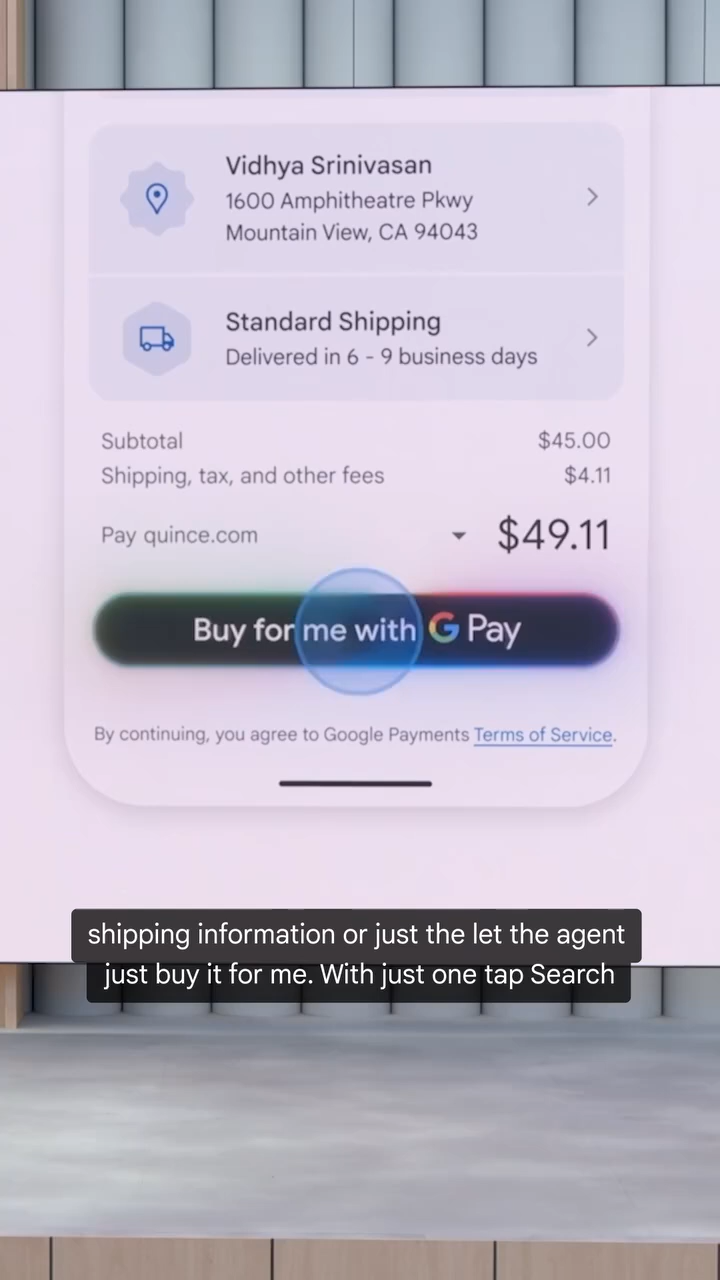 Vidhya Srinivasan
1600 Amphitheatre Pkwy
Mountain View, CA 94043
Standard Shipping
Delivered in 6 - 9 business days
Subtotal
$45.00
Shipping, tax, and other fees
$4.11
Pay quince.com
$49.11
Buy for me with G Pay
By continuing, you agree to Google Payments Terms of Service.
shipping information or just the let the agent
just buy it for me. With just one tap Search